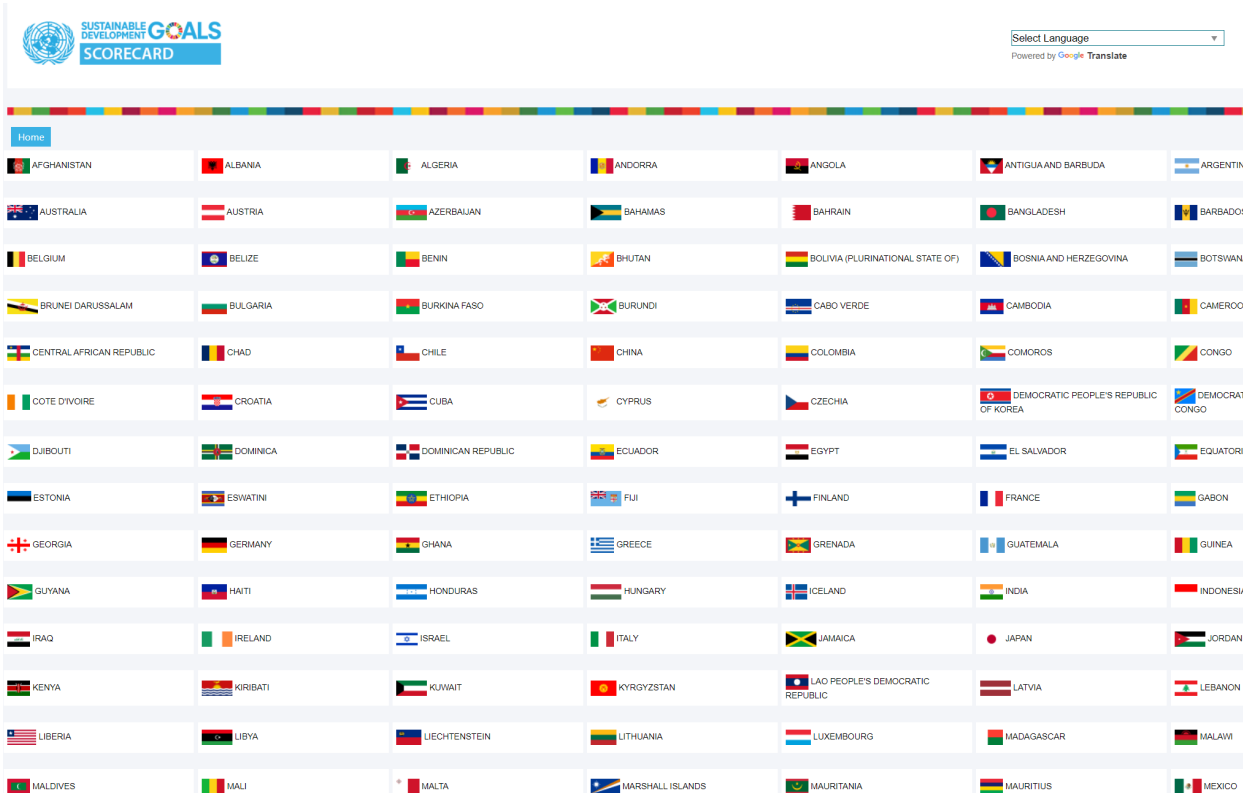 SUSTAINABLE DEVELOPMENT GOALS
SCORECARD
Select Language
Powered by Google Translate
Home
AFGHANISTAN ALBANIA ALGERIA ANDORRA ANGOLA ANTIGUA AND BARBUDA
AUSTRALIA AUSTRIA AZERBAIJAN BAHAMAS BAHRAIN BANGLADESH
BELGIUM BELIZE BENIN BHUTAN BOLIVIA (PLURINATIONAL STATE OF) BOSNIA AND HERZEGOVINA
BRUNEI DARUSSALAM BULGARIA BURKINA FASO BURUNDI CABO VERDE CAMBODIA
CENTRAL AFRICAN REPUBLIC CHAD CHILE CHINA COLOMBIA COMOROS CONGO
COTE D'IVOIRE CROATIA CUBA CYPRUS CZECHIA DEMOCRATIC PEOPLE'S REPUBLIC
OF KOREA CONGO
DJIBOUTI DOMINICA DOMINICAN REPUBLIC ECUADOR EGYPT EL SALVADOR
ESTONIA ESWATINI ETHIOPIA FIJI FINLAND FRANCE GABON
GEORGIA GERMANY GHANA GREECE GRENADA GUATEMALA GUINEA
GUYANA HAITI HONDURAS HUNGARY ICELAND INDIA INDONESIA
IRAQ IRELAND ISRAEL ITALY JAMAICA JAPAN JORDAN
KENYA KIRIBATI KUWAIT KYRGYZSTAN LAO PEOPLE'S DEMOCRATIC LATVIA LEBANON
REPUBLIC
LIBERIA LIBYA LIECHTENSTEIN LITHUANIA LUXEMBOURG MADAGASCAR MALAWI
MALDIVES MALI MALTA MARSHALL ISLANDS MAURITANIA MAURITIUS MEXICO